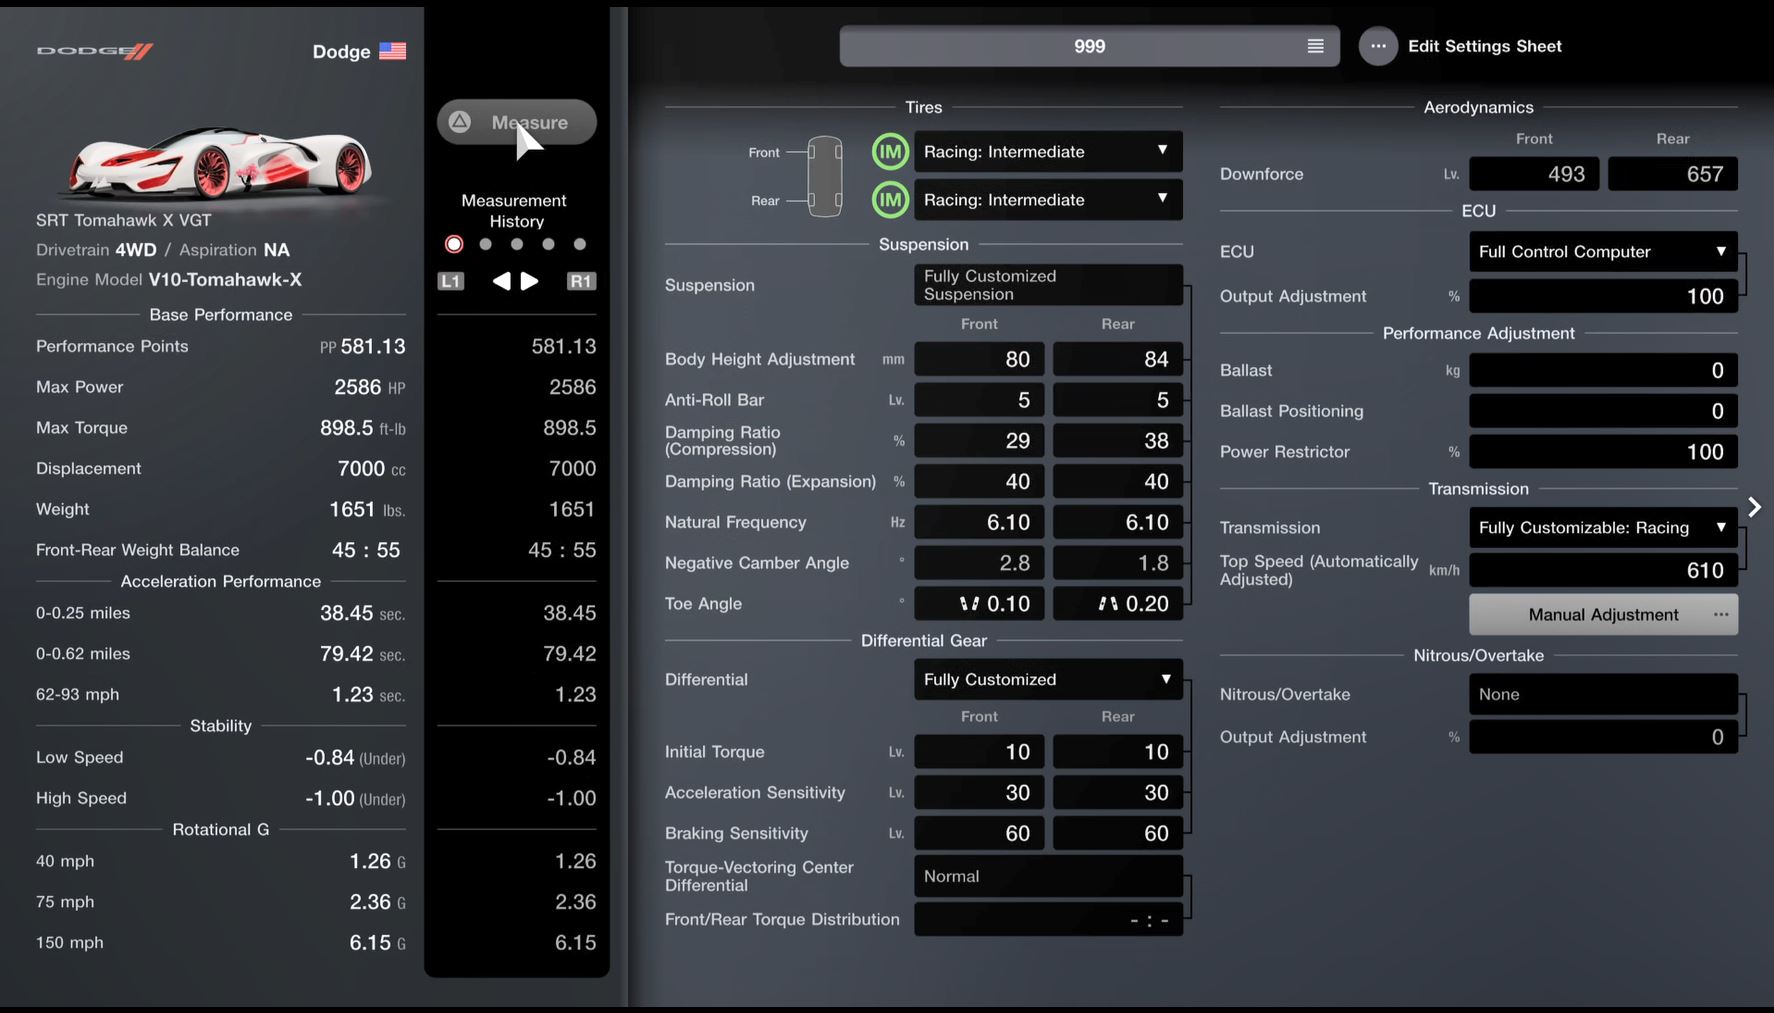 DODGE
Dodge
SRT Tomahawk X VGT
Drivetrain 4WD / Aspiration NA
Engine Model V10-Tomahawk-X
Base Performance
Performance Points PP 581.13
Max Power 2586 HP
Max Torque 898.5 ft-lb
Displacement 7000 cc
Weight 1651 lbs.
Front-Rear Weight Balance 45 : 55
Acceleration Performance
0-0.25 miles 38.45 sec.
0-0.62 miles 79.42 sec.
62-93 mph 1.23 sec.
Stability
Low Speed -0.84 (Under)
High Speed -1.00 (Under)
Rotational G
40 mph 1.26 G
75 mph 2.36 G
150 mph 6.15 G
Measure
Measurement
History
L1 R1
581.13
2586
898.5
7000
1651
45 : 55
38.45
79.42
1.23
-0.84
-1.00
1.26
2.36
6.15
999
Edit Settings Sheet
Tires
Front IM Racing: Intermediate
Rear IM Racing: Intermediate
Suspension
Suspension Fully Customized
Suspension
Front Rear
Body Height Adjustment mm 80 84
Anti-Roll Bar Lv. 5 5
Damping Ratio
(Compression) % 29 38
Damping Ratio (Expansion) % 40 40
Natural Frequency Hz 6.10 6.10
Negative Camber Angle ° 2.8 1.8
Toe Angle ° 0.10 0.20
Differential Gear
Differential Fully Customized
Front Rear
Initial Torque Lv. 10 10
Acceleration Sensitivity Lv. 30 30
Braking Sensitivity Lv. 60 60
Torque-Vectoring Center
Differential Normal
Front/Rear Torque Distribution - : -
Aerodynamics
Front Rear
Downforce Lv. 493 657
ECU
ECU Full Control Computer
Output Adjustment % 100
Performance Adjustment
Ballast kg 0
Ballast Positioning 0
Power Restrictor % 100
Transmission
Transmission Fully Customizable: Racing
Top Speed (Automatically
Adjusted) km/h 610
Manual Adjustment
Nitrous/Overtake
Nitrous/Overtake None
Output Adjustment % 0